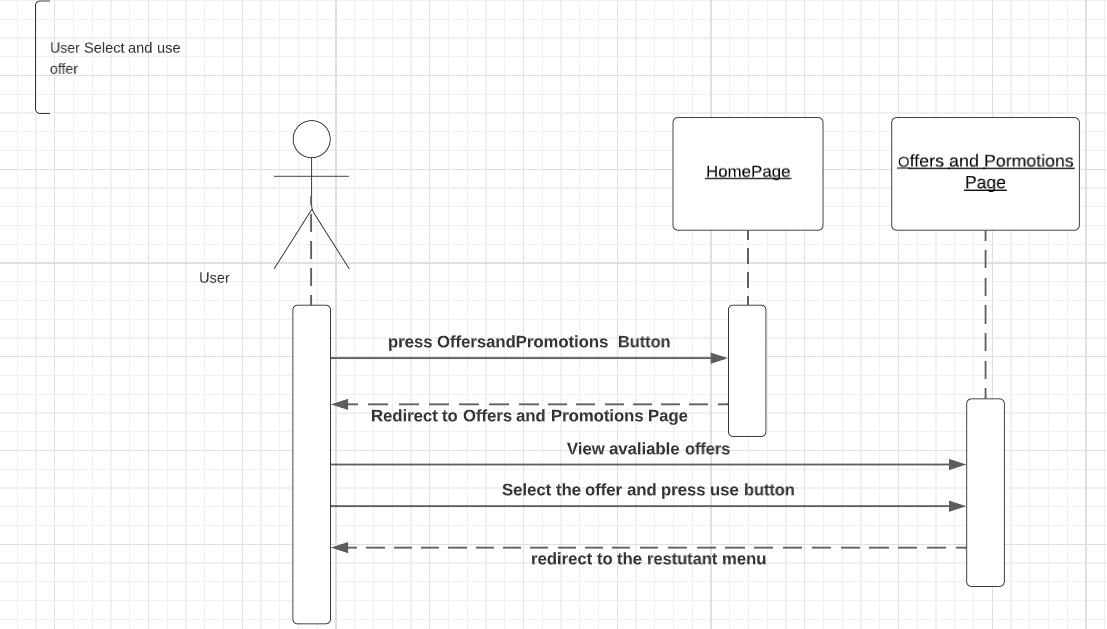 User Select and use
offer
HomePage
Offers and Pormotions
Page
User
press OffersandPromotions  Button
Redirect to Offers and Promotions Page
View avaliable offers
Select the offer and press use button
redirect to the restutant menu